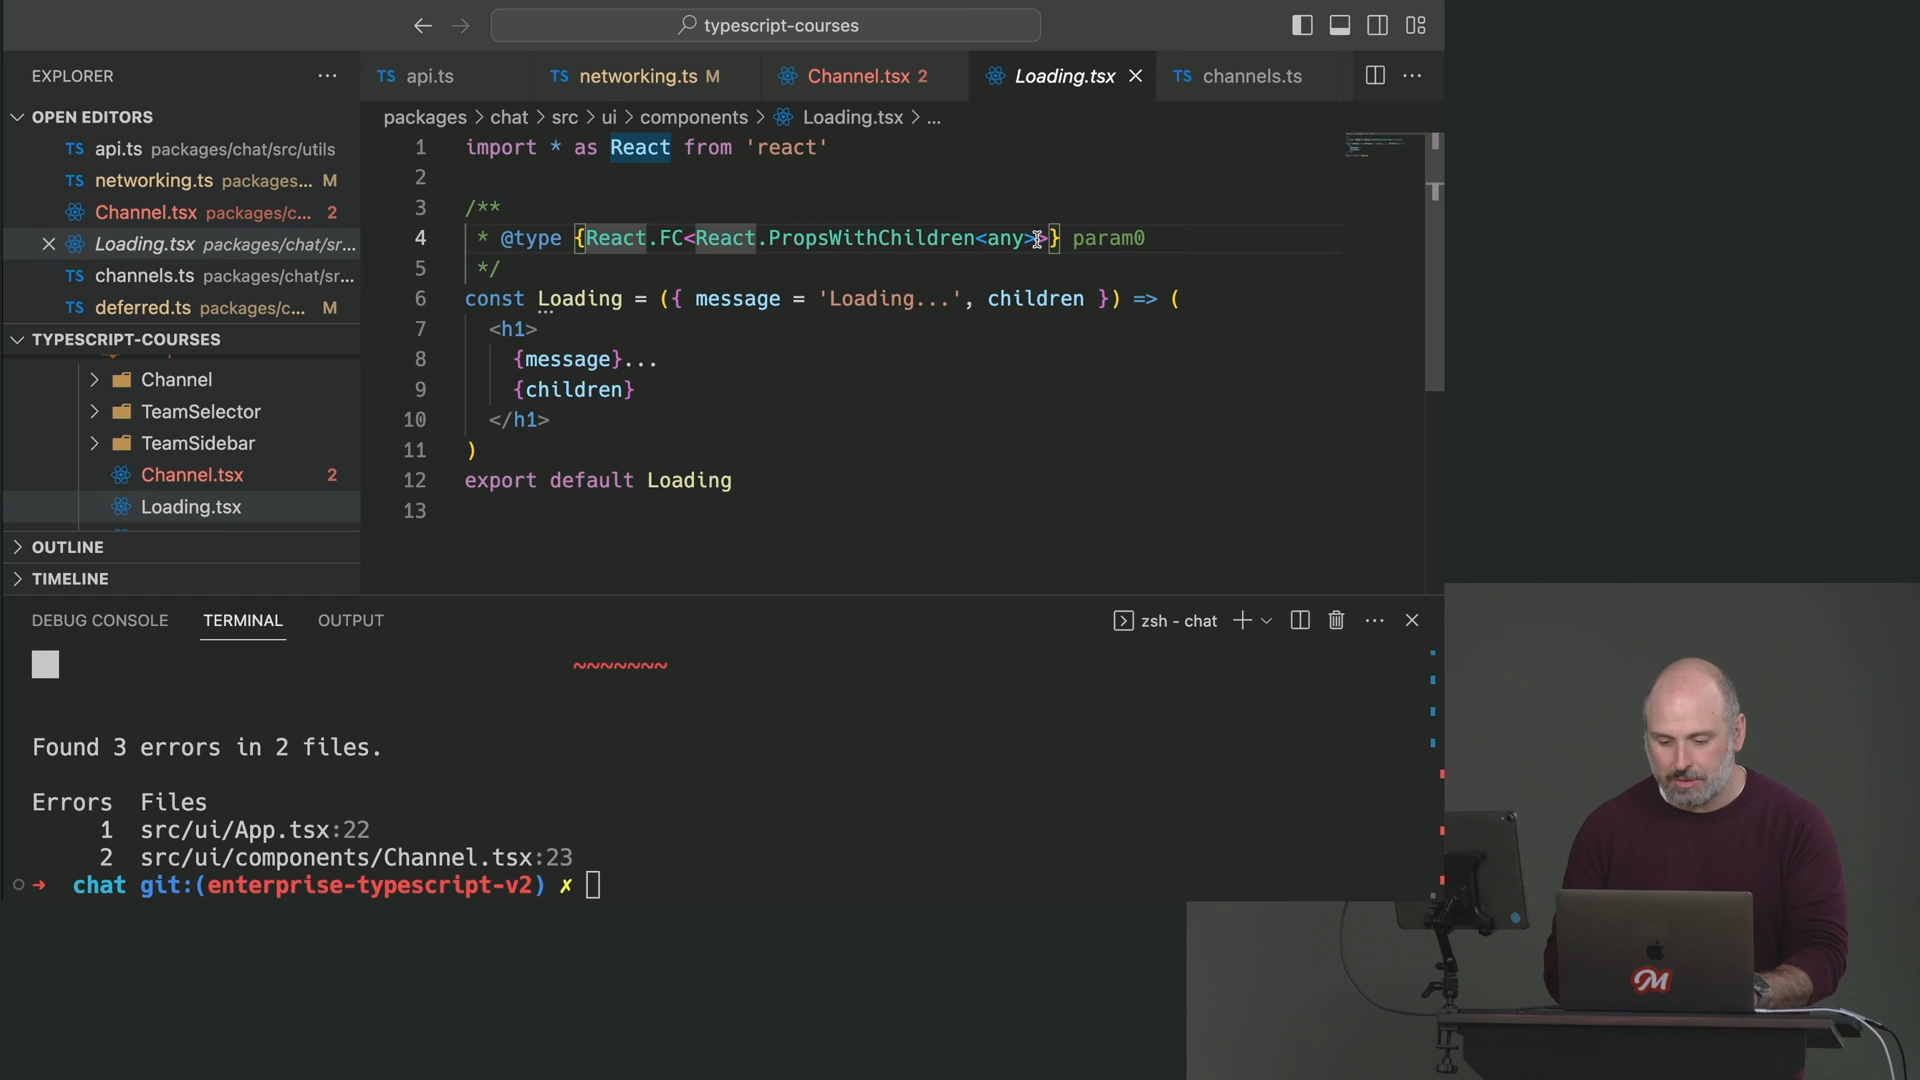 typescript-courses
EXPLORER
OPEN EDITORS
TS api.ts packages/chat/src/utils
TS networking.ts packages... M
Channel.tsx packages/c... 2
Loading.tsx packages/chat/sr...
channels.ts packages/chat/sr...
TS deferred.ts packages/c... M
TYPESCRIPT-COURSES
Channel
TeamSelector
TeamSidebar
Channel.tsx 2
Loading.tsx
OUTLINE
TIMELINE
TS api.ts
TS networking.ts M
Channel.tsx 2
Loading.tsx
TS channels.ts
packages > chat > src > ui > components > Loading.tsx > ...
1 import * as React from 'react'
2
3 /**
4 * @type {React.FC<React.PropsWithChildren<any>>} param0
5 */
6 const Loading = ({ message = 'Loading...', children }) => (
7 <h1>
8 {message}...
9 {children}
10 </h1>
11 )
12 export default Loading
13
DEBUG CONSOLE TERMINAL OUTPUT
zsh - chat
~~~~~~~
Found 3 errors in 2 files.
Errors Files
1 src/ui/App.tsx:22
2 src/ui/components/Channel.tsx:23
➜ chat git:(enterprise-typescript-v2) ✗
M